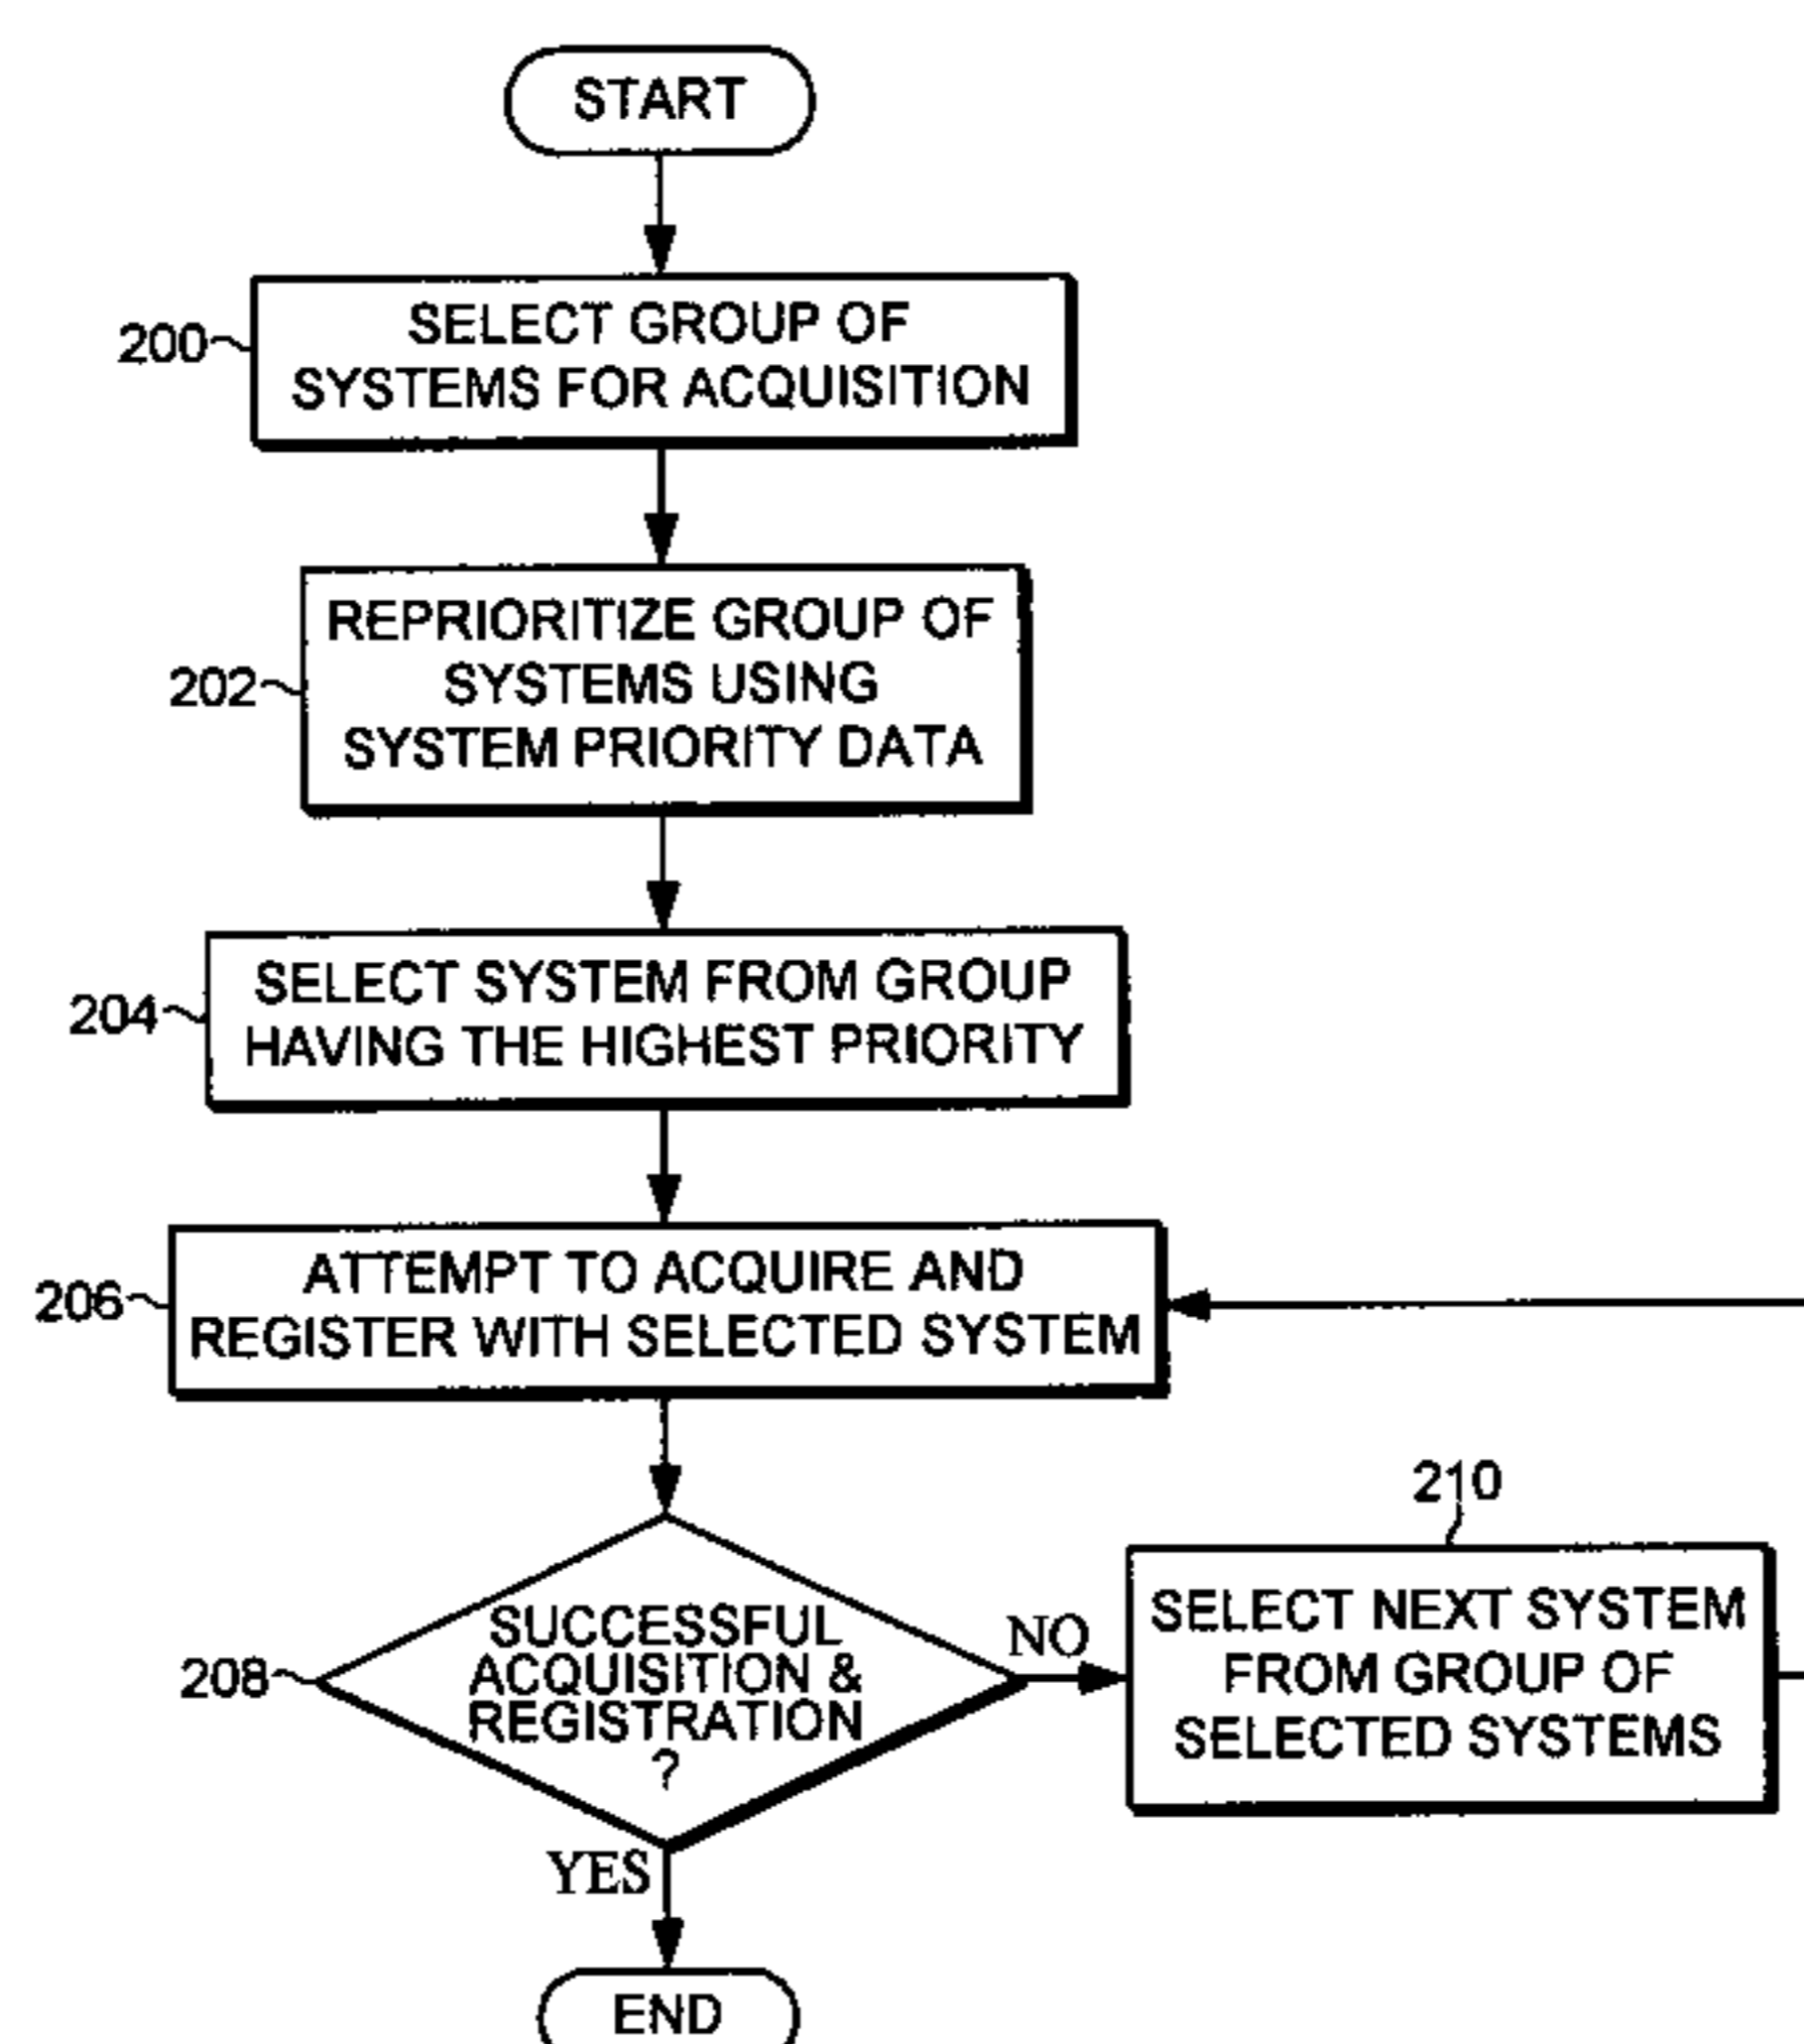 START
200
SELECT GROUP OF
SYSTEMS FOR ACQUISITION
202
REPRIORITIZE GROUP OF
SYSTEMS USING
SYSTEM PRIORITY DATA
204
SELECT SYSTEM FROM GROUP
HAVING THE HIGHEST PRIORITY
206
ATTEMPT TO ACQUIRE AND
REGISTER WITH SELECTED SYSTEM
208
SUCCESSFUL
ACQUISITION &
REGISTRATION
?
NO
210
SELECT NEXT SYSTEM
FROM GROUP OF
SELECTED SYSTEMS
YES
END